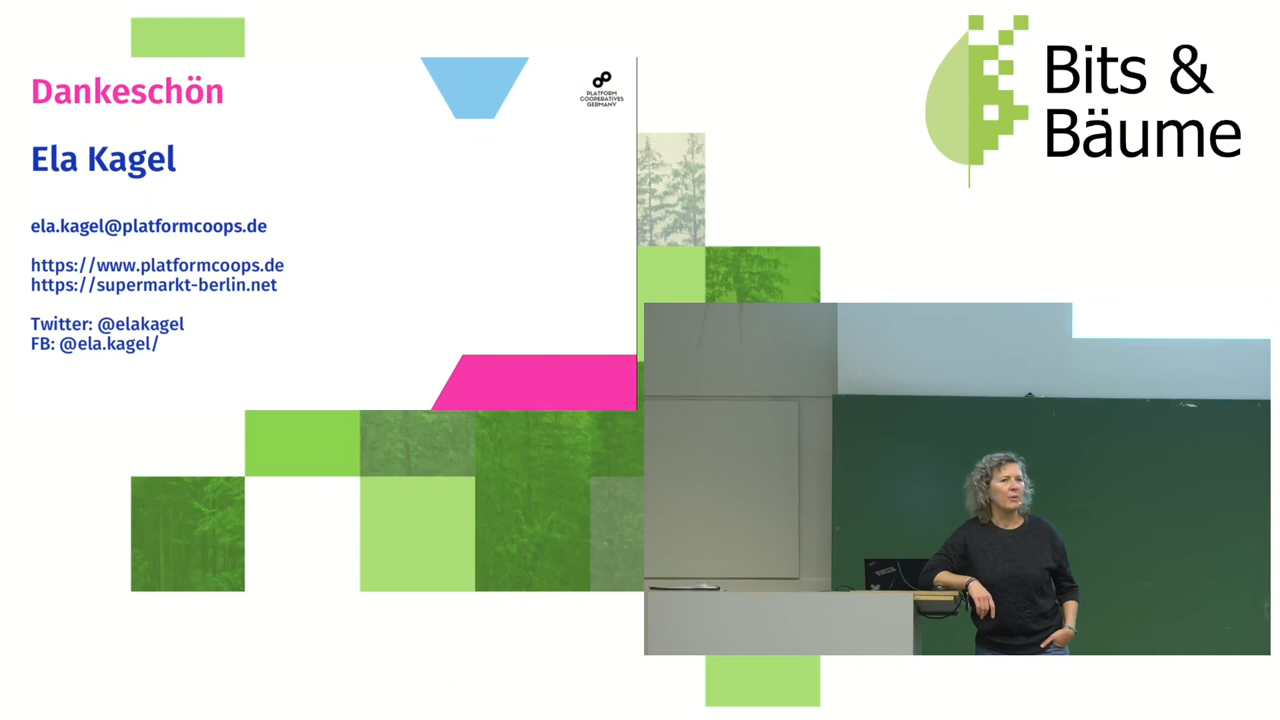 Dankeschön
Ela Kagel
ela.kagel@platformcoops.de
https://www.platformcoops.de
https://supermarkt-berlin.net
Twitter: @elakagel
FB: @ela.kagel/
PLATFORM
COOPERATIVES
GERMANY
Bits &
Bäume